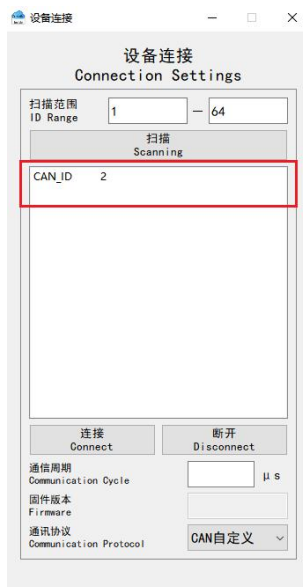 设备连接
设备连接
Connection Settings
扫描范围
ID Range
1 — 64
扫描
Scanning
CAN_ID 2
连接
Connect
断开
Disconnect
通信周期
Communication Cycle
μs
固件版本
Firmware
通讯协议
Communication Protocol
CAN自定义